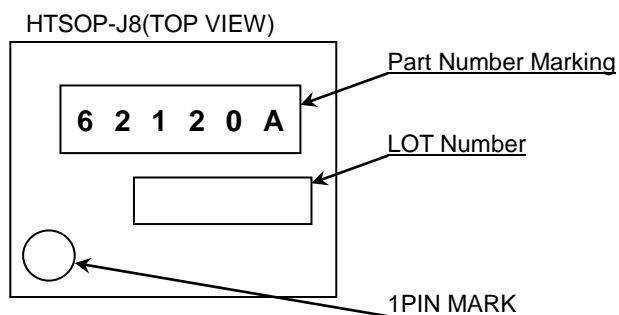 HTSOP-J8(TOP VIEW)
Part Number Marking
6 2 1 2 0 A
LOT Number
1PIN MARK